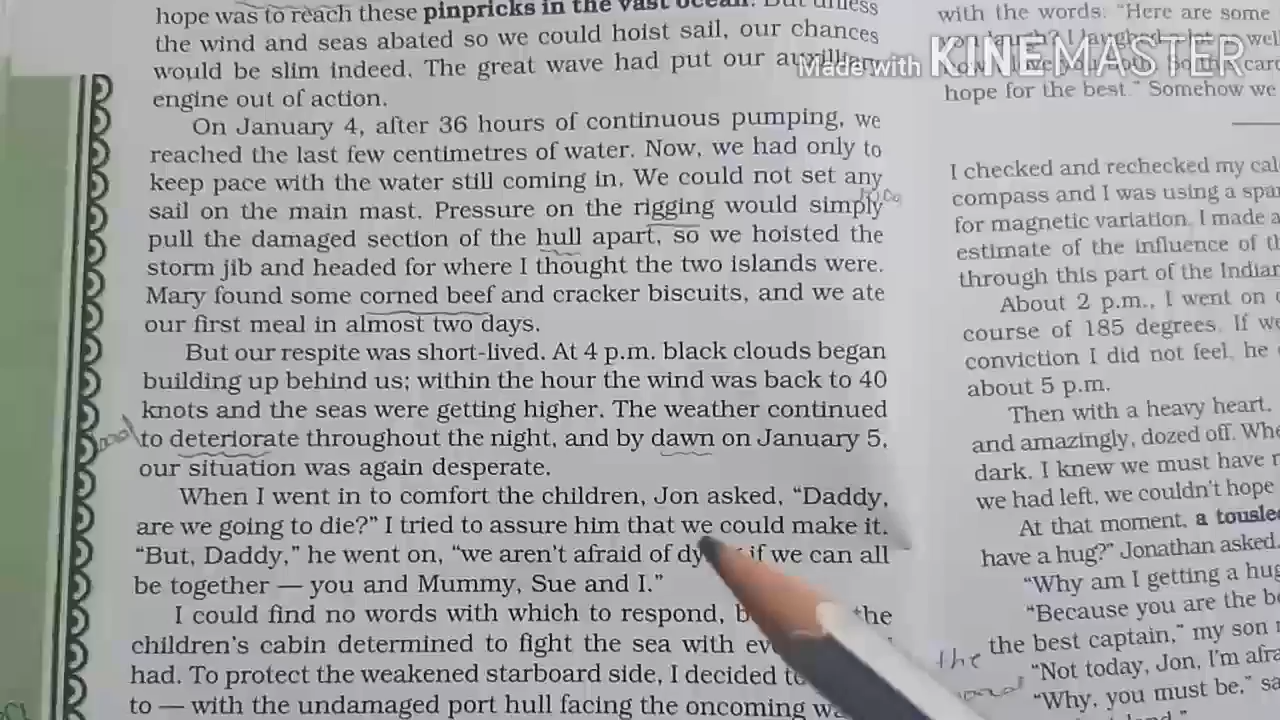 hope was to reach these pinpricks in the vast ocean. But unless
the wind and seas abated so we could hoist sail, our chances
would be slim indeed. The great wave had put our auxiliary
engine out of action.
On January 4, after 36 hours of continuous pumping, we
reached the last few centimetres of water. Now, we had only to
keep pace with the water still coming in. We could not set any
sail on the main mast. Pressure on the rigging would simply
pull the damaged section of the hull apart, so we hoisted the
storm jib and headed for where I thought the two islands were.
Mary found some corned beef and cracker biscuits, and we ate
our first meal in almost two days.
But our respite was short-lived. At 4 p.m. black clouds began
building up behind us; within the hour the wind was back to 40
knots and the seas were getting higher. The weather continued
to deteriorate throughout the night, and by dawn on January 5,
our situation was again desperate.
When I went in to comfort the children, Jon asked, “Daddy,
are we going to die?” I tried to assure him that we could make it.
“But, Daddy,” he went on, “we aren't afraid of if we can all
be together — you and Mummy, Sue and I.”
I could find no words with which to respond, the
children's cabin determined to fight the sea with
had. To protect the weakened starboard side, I decided
to — with the undamaged port hull facing the oncoming
with the words: “Here are some
hope for the best.” Somehow we
I checked and rechecked my
compass and I was using a
for magnetic variation. I made a
estimate of the influence of
through this part of the Indian
About 2 p.m., I went on
course of 185 degrees. If
conviction I did not feel, he
about 5 p.m.
Then with a heavy heart,
and amazingly, dozed off.
dark. I knew we must have
we had left, we couldn't hope
At that moment, a
have a hug?” Jonathan asked.
“Why am I getting a hug
“Because you are the
the best captain,” my son
“Not today, Jon, I'm
“Why, you must be,”
the
Made with KINEMASTER